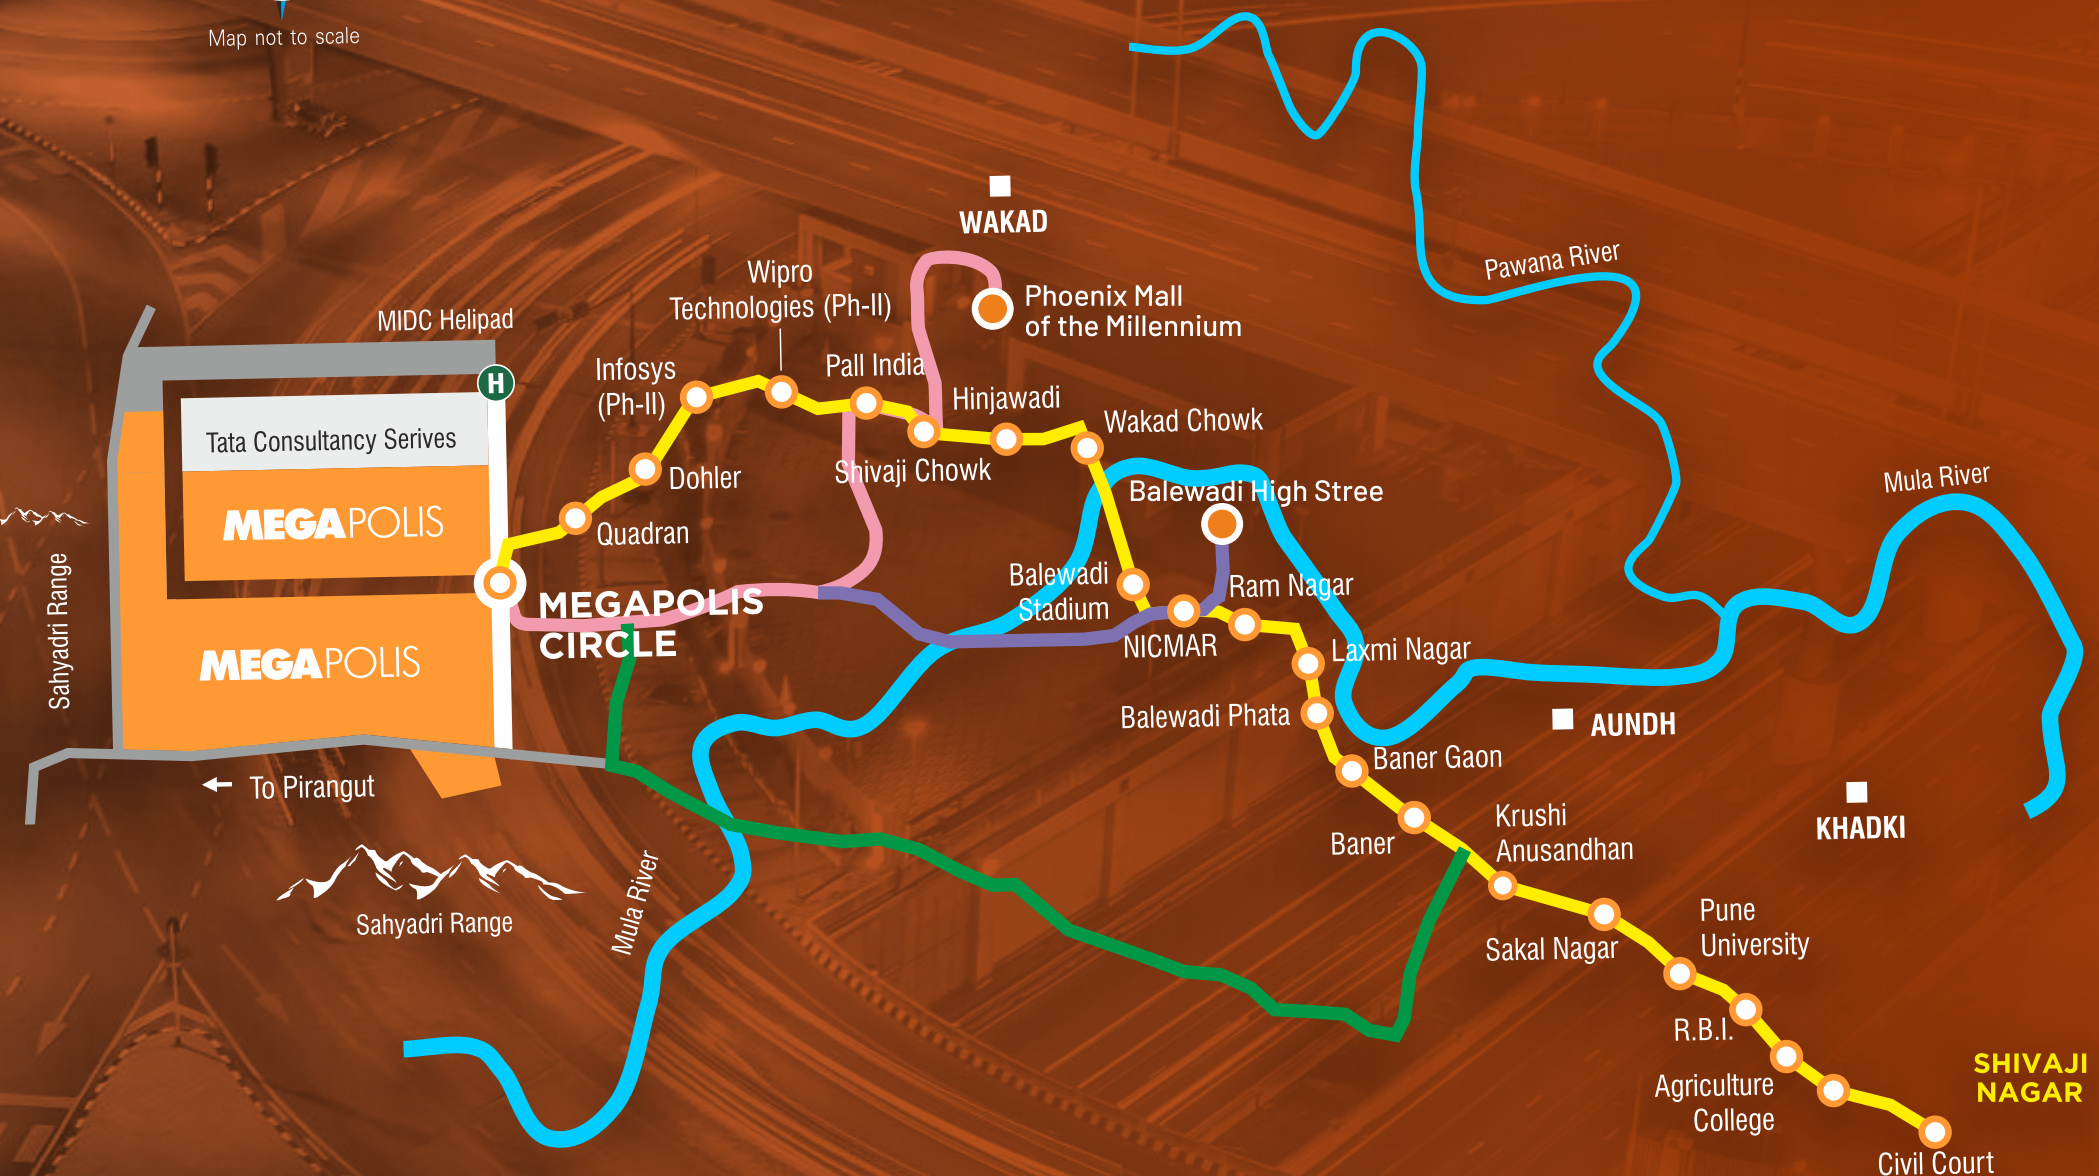 Map not to scale
WAKAD
Pawana River
Wipro
Technologies (Ph-II)
Phoenix Mall
of the Millennium
MIDC Helipad
H
Infosys
(Ph-II)
Pall India
Hinjawadi
Wakad Chowk
Tata Consultancy Serives
Shivaji Chowk
Dohler
Balewadi High Stree
Mula River
MEGAPOLIS
Quadran
Sahyadri Range
Balewadi
Stadium
Ram Nagar
MEGAPOLIS
CIRCLE
NICMAR
Laxmi Nagar
MEGAPOLIS
Balewadi Phata
AUNDH
Baner Gaon
To Pirangut
KHADKI
Krushi
Anusandhan
Baner
Mula River
Sahyadri Range
Pune
University
Sakal Nagar
R.B.I.
SHIVAJI
NAGAR
Agriculture
College
Civil Court